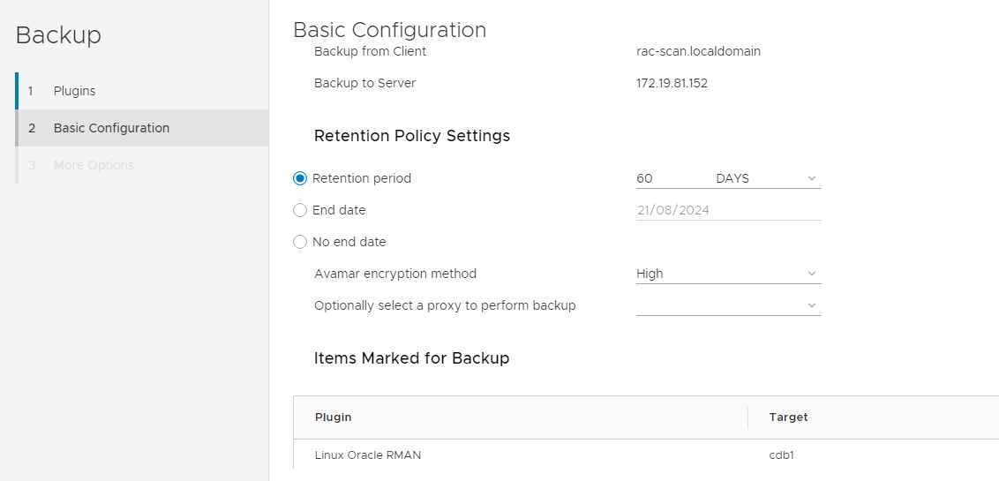 Backup
1 Plugins
2 Basic Configuration
3 More Options
Basic Configuration
Backup from Client rac-scan.localdomain
Backup to Server 172.19.81.152
Retention Policy Settings
Retention period 60 DAYS
End date 21/08/2024
No end date
Avamar encryption method High
Optionally select a proxy to perform backup
Items Marked for Backup
Plugin Target
Linux Oracle RMAN cdb1